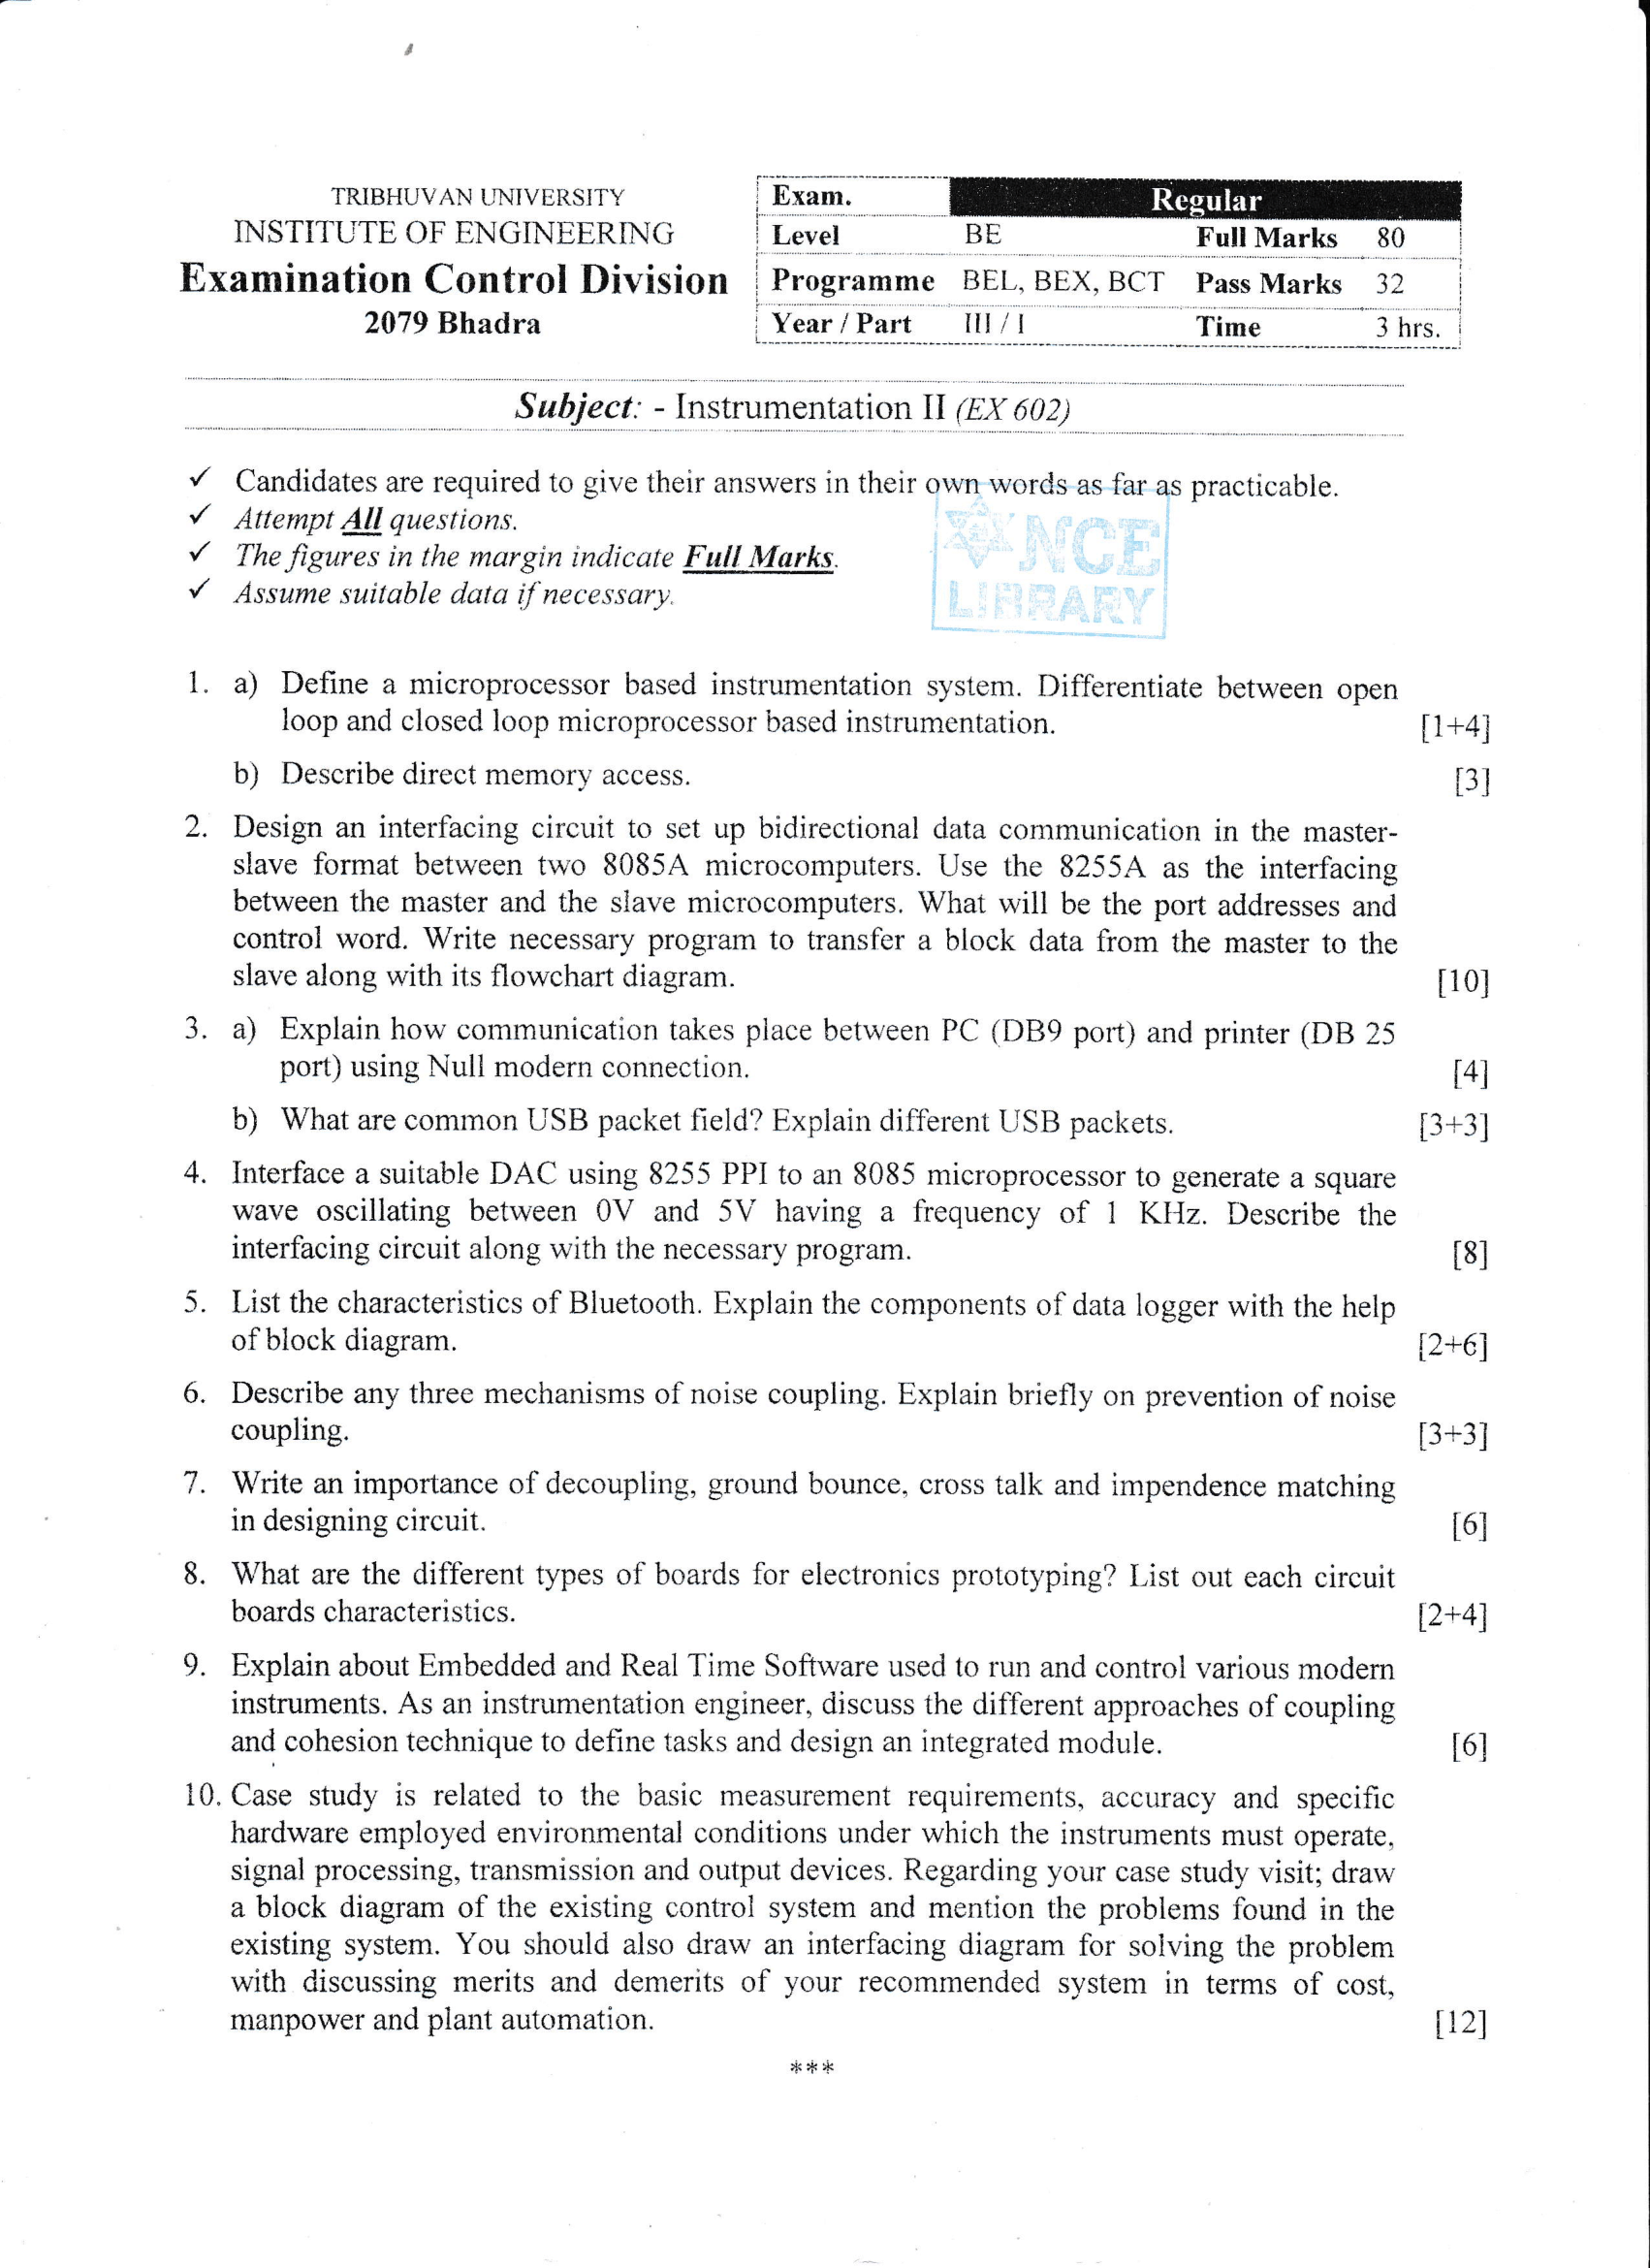 TRIBHUVAN UNIVERSITY
INSTITUTE OF ENGINEERING
Examination Control Division
2079 Bhadra
Exam. Regular
Level BE Full Marks 80
Programme BEL, BEX, BCT Pass Marks 32
Year / Part III / I Time 3 hrs.
Subject: - Instrumentation II (EX 602)
✓ Candidates are required to give their answers in their own words as far as practicable.
✓ Attempt All questions.
✓ The figures in the margin indicate Full Marks.
✓ Assume suitable data if necessary.
NCE
LIBRARY
1. a) Define a microprocessor based instrumentation system. Differentiate between open
loop and closed loop microprocessor based instrumentation. [1+4]
b) Describe direct memory access. [3]
2. Design an interfacing circuit to set up bidirectional data communication in the master-
slave format between two 8085A microcomputers. Use the 8255A as the interfacing
between the master and the slave microcomputers. What will be the port addresses and
control word. Write necessary program to transfer a block data from the master to the
slave along with its flowchart diagram. [10]
3. a) Explain how communication takes place between PC (DB9 port) and printer (DB 25
port) using Null modern connection. [4]
b) What are common USB packet field? Explain different USB packets. [3+3]
4. Interface a suitable DAC using 8255 PPI to an 8085 microprocessor to generate a square
wave oscillating between 0V and 5V having a frequency of 1 KHz. Describe the
interfacing circuit along with the necessary program. [8]
5. List the characteristics of Bluetooth. Explain the components of data logger with the help
of block diagram. [2+6]
6. Describe any three mechanisms of noise coupling. Explain briefly on prevention of noise
coupling. [3+3]
7. Write an importance of decoupling, ground bounce, cross talk and impendence matching
in designing circuit. [6]
8. What are the different types of boards for electronics prototyping? List out each circuit
boards characteristics. [2+4]
9. Explain about Embedded and Real Time Software used to run and control various modern
instruments. As an instrumentation engineer, discuss the different approaches of coupling
and cohesion technique to define tasks and design an integrated module. [6]
10. Case study is related to the basic measurement requirements, accuracy and specific
hardware employed environmental conditions under which the instruments must operate,
signal processing, transmission and output devices. Regarding your case study visit; draw
a block diagram of the existing control system and mention the problems found in the
existing system. You should also draw an interfacing diagram for solving the problem
with discussing merits and demerits of your recommended system in terms of cost,
manpower and plant automation. [12]
***